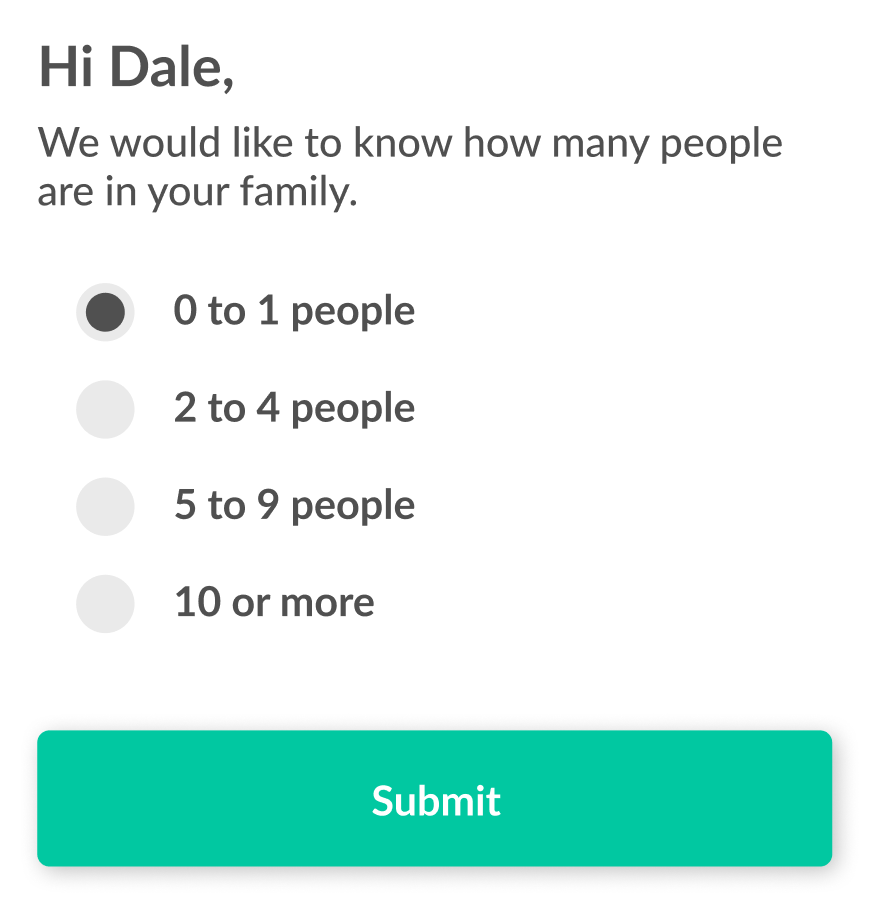 Hi Dale,
We would like to know how many people
are in your family.
0 to 1 people
2 to 4 people
5 to 9 people
10 or more
Submit